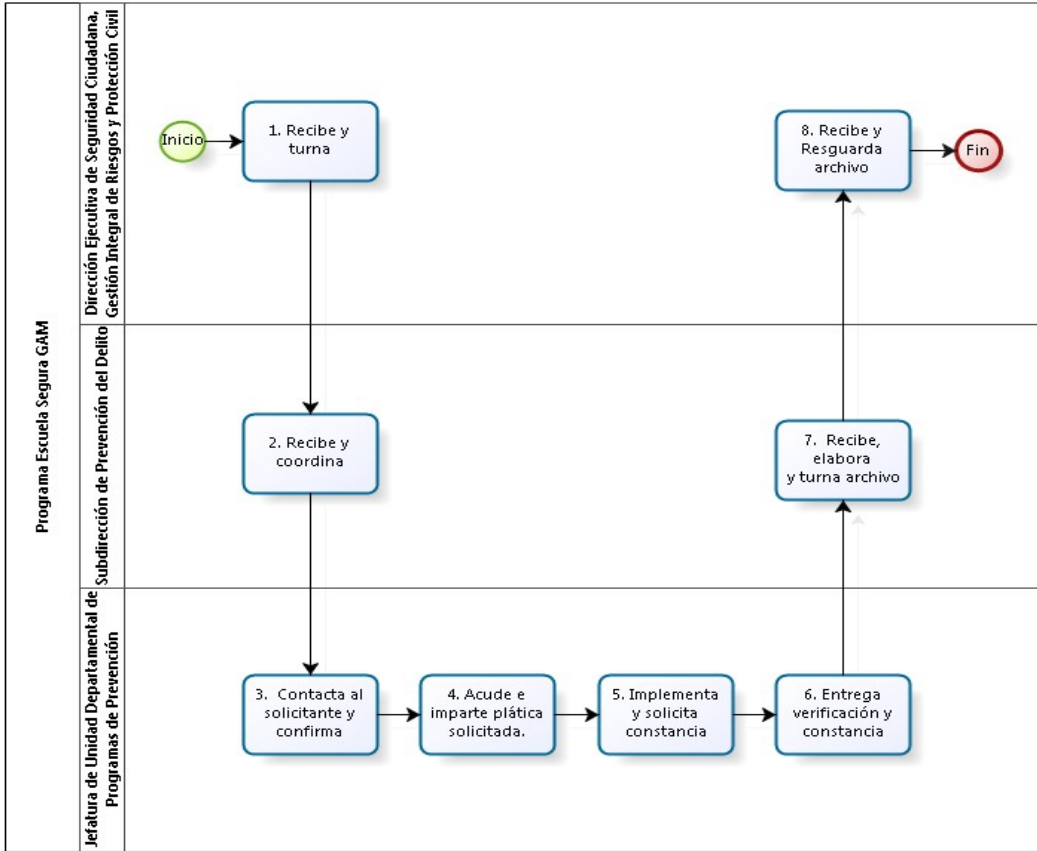 Programa Escuela Segura GAM
Dirección Ejecutiva de Seguridad Ciudadana,
Gestión Integral de Riesgos y Protección Civil
Inicio
1. Recibe y
turna
8. Recibe y
Resguarda
archivo
Fin
Subdirección de Prevención del Delito
2. Recibe y
coordina
7. Recibe,
elabora
y turna archivo
Jefatura de Unidad Departamental de
Programas de Prevención
3. Contacta al
solicitante y
confirma
4. Acude e
imparte plática
solicitada.
5. Implementa
y solicita
constancia
6. Entrega
verificación y
constancia